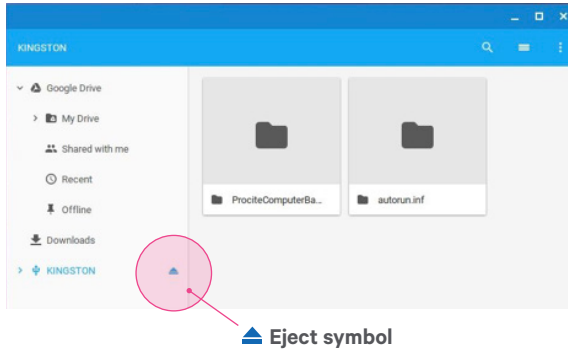 KINGSTON
Google Drive
My Drive
Shared with me
Recent
Offline
Downloads
KINGSTON
ProciteComputerBa...
autorun.inf
Eject symbol